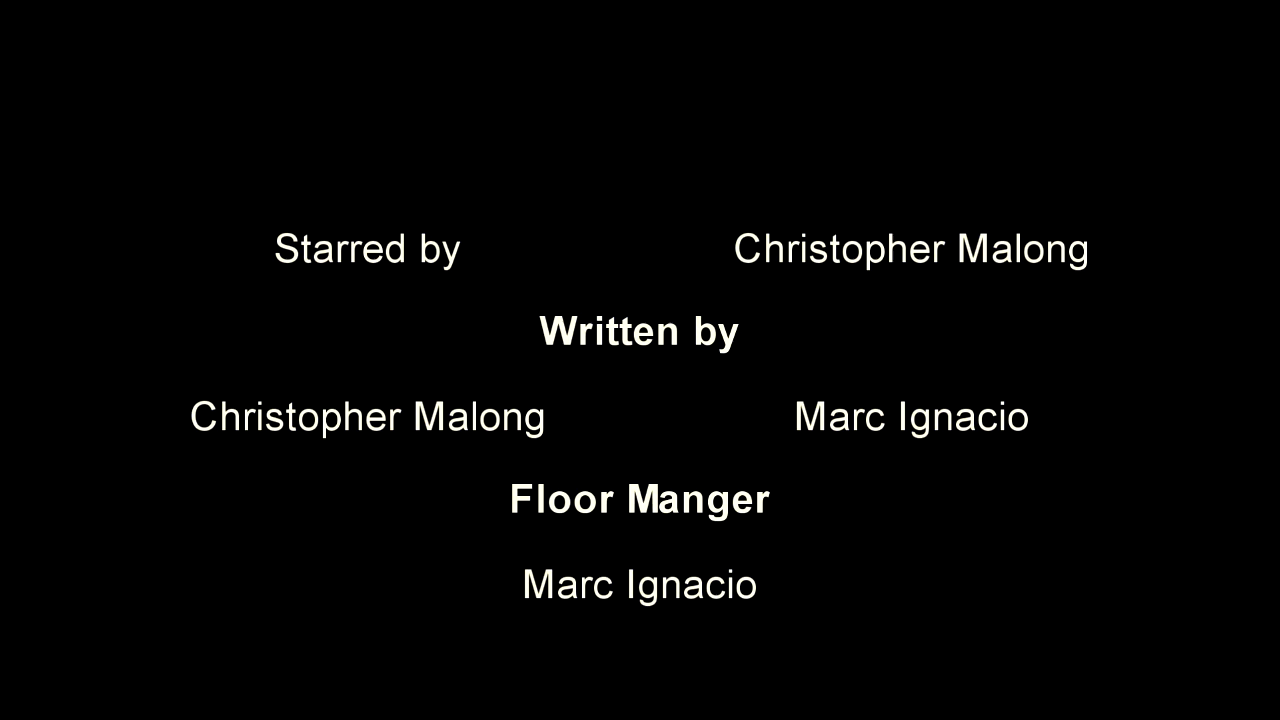 Starred by Christopher Malong
Written by
Christopher Malong Marc Ignacio
Floor Manger
Marc Ignacio